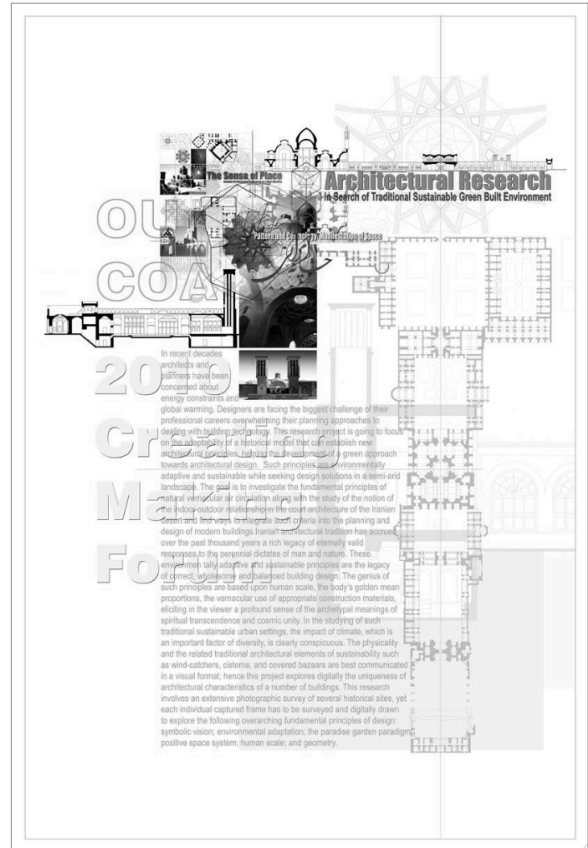 The Sense of Place
Architectural Research
In Search of Traditional Sustainable Green Built Environment
OU
COA
Pattern and Cosmology: Manifestation of Space
2010
Creating
Making
Forum
In recent decades
architects and
planners have been
concerned about
energy constraints and
global warming. Designers are facing the biggest challenge of their
professional careers overwhelming their planning approaches to
dealing with building technology. This research project is going to focus
on the adaptability of a historical model that can establish new
architectural principles, helping the development of a green approach
towards architectural design. Such principles are environmentally
adaptive and sustainable while seeking design solutions in a semi-arid
landscape. The goal is to investigate the fundamental principles of
natural vernacular air circulation along with the study of the notion of
the indoor-outdoor relationship in the court architecture of the Iranian
desert and find ways to integrate such criteria into the planning and
design of modern buildings.Iranian architectural tradition has accrued
over the past thousand years a rich legacy of eternally valid
responses to the perennial dictates of man and nature. These
environmen tally adaptive and sustainable principles are the legacy
of correct, wholesome and balanced building design. The genius of
such principles are based upon human scale, the body's golden mean
proportions, the vernacular use of appropriate construction materials,
eliciting in the viewer a profound sense of the archetypal meanings of
spiritual transcendence and cosmic unity. In the studying of such
traditional sustainable urban settings, the impact of climate, which is
an important factor of diversity, is clearly conspicuous. The physicality
and the related traditional architectural elements of sustainability such
as wind-catchers, cisterns, and covered bazaars are best communicated
in a visual format; hence this project explores digitally the uniqueness of
architectural characteristics of a number of buildings. This research
involves an extensive photographic survey of several historical sites, yet
each individual captured frame has to be surveyed and digitally drawn
to explore the following overarching fundamental principles of design:
symbolic vision; environmental adaptation; the paradise garden paradigm;
positive space system; human scale; and geometry.